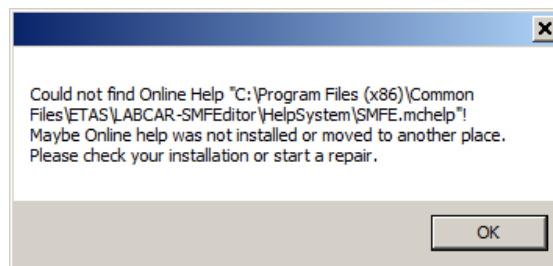 Could not find Online Help "C:\Program Files (x86)\Common
Files\ETAS\LABCAR-SMFEditor\HelpSystem\SMFE.mchelp"!
Maybe Online help was not installed or moved to another place.
Please check your installation or start a repair.
OK